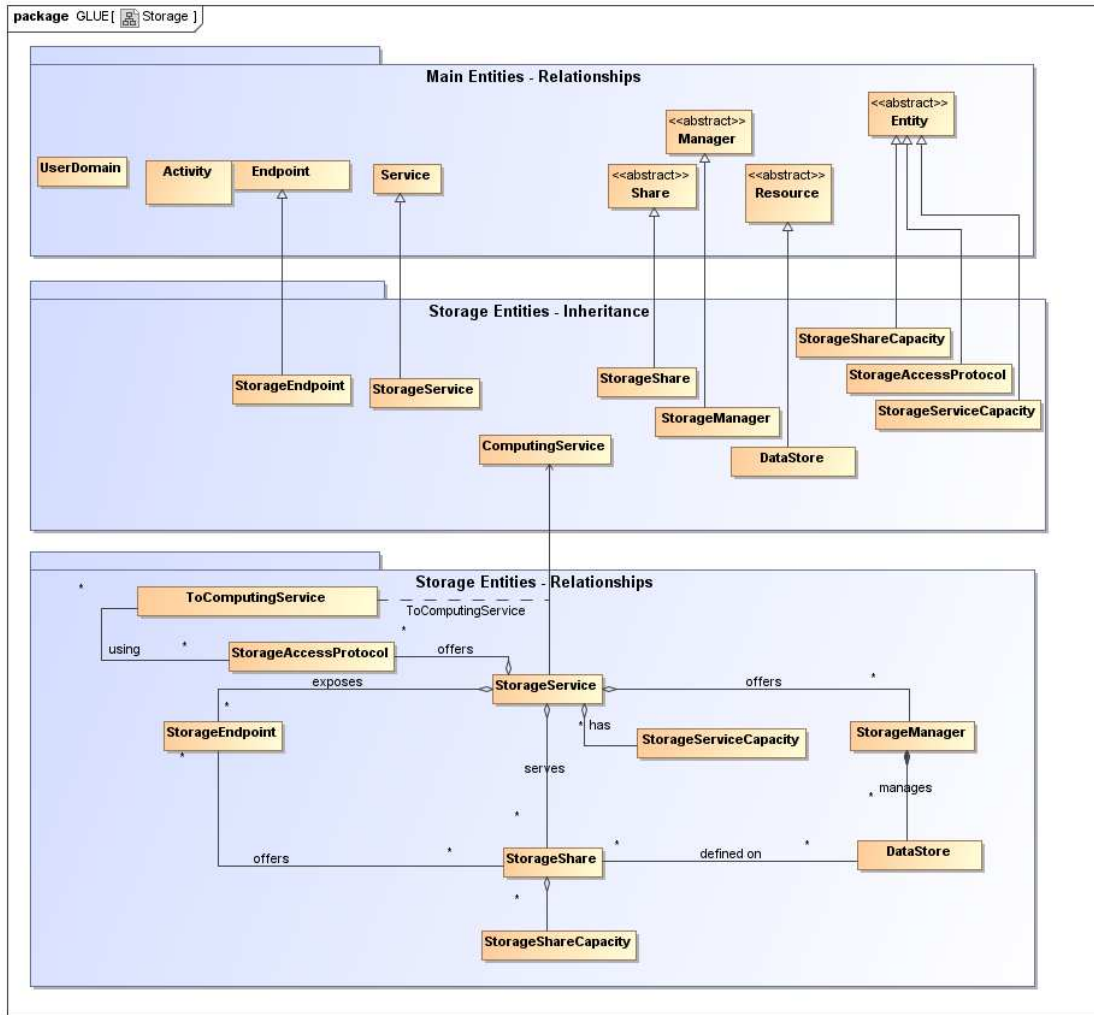 package GLUE[ Storage ]
Main Entities - Relationships
<<abstract>>
Entity
<<abstract>>
Manager
UserDomain
Activity
Endpoint
Service
<<abstract>>
Share
<<abstract>>
Resource
Storage Entities - Inheritance
StorageShareCapacity
StorageEndpoint
StorageService
StorageShare
StorageAccessProtocol
StorageManager
StorageServiceCapacity
ComputingService
DataStore
Storage Entities - Relationships
*
ToComputingService
ToComputingService
*
using
*
StorageAccessProtocol
offers
exposes
StorageService
offers
*
*
StorageEndpoint
*
* has
StorageServiceCapacity
StorageManager
serves
manages
*
*
offers
*
StorageShare
*
defined on
*
DataStore
*
StorageShareCapacity